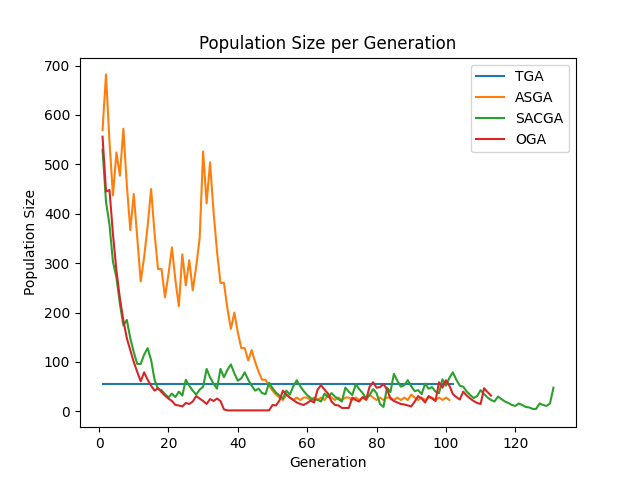 Population Size per Generation
TGA
ASGA
SACGA
OGA
Population Size
700
600
500
400
300
200
100
0
0 20 40 60 80 100 120
Generation